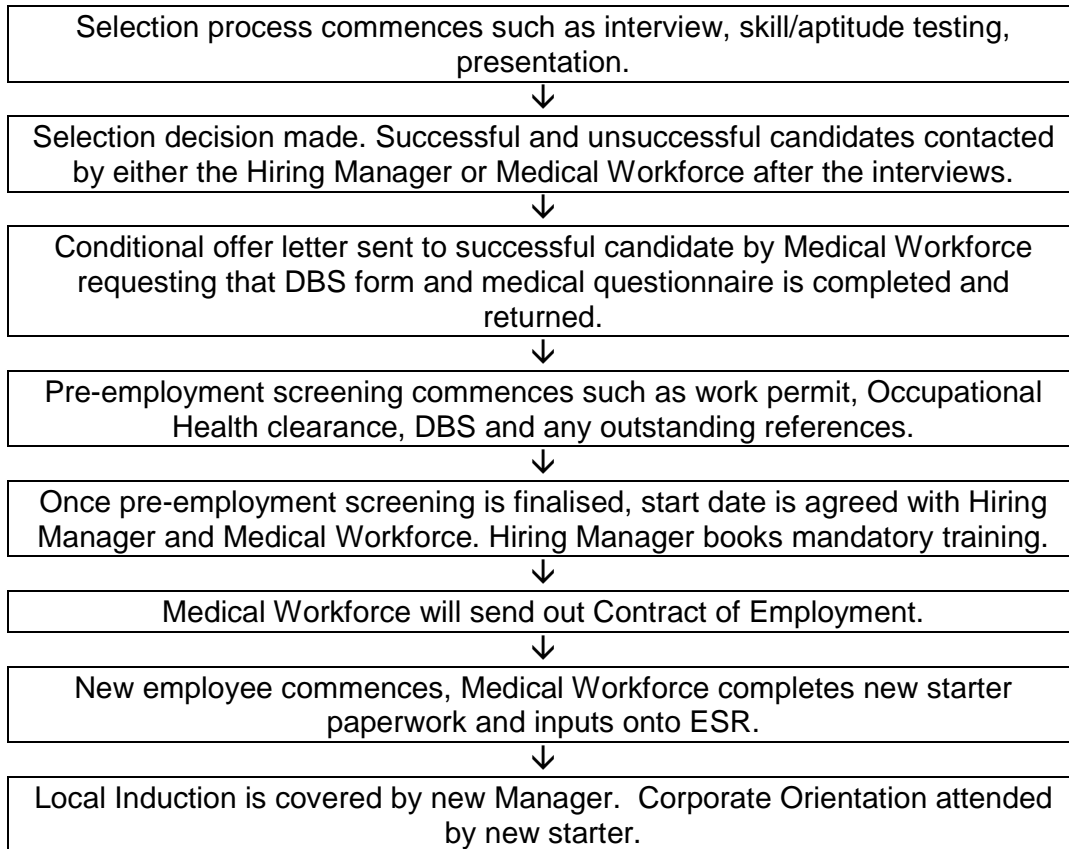 Selection process commences such as interview, skill/aptitude testing,
presentation.
Selection decision made. Successful and unsuccessful candidates contacted
by either the Hiring Manager or Medical Workforce after the interviews.
Conditional offer letter sent to successful candidate by Medical Workforce
requesting that DBS form and medical questionnaire is completed and
returned.
Pre-employment screening commences such as work permit, Occupational
Health clearance, DBS and any outstanding references.
Once pre-employment screening is finalised, start date is agreed with Hiring
Manager and Medical Workforce. Hiring Manager books mandatory training.
Medical Workforce will send out Contract of Employment.
New employee commences, Medical Workforce completes new starter
paperwork and inputs onto ESR.
Local Induction is covered by new Manager.  Corporate Orientation attended
by new starter.